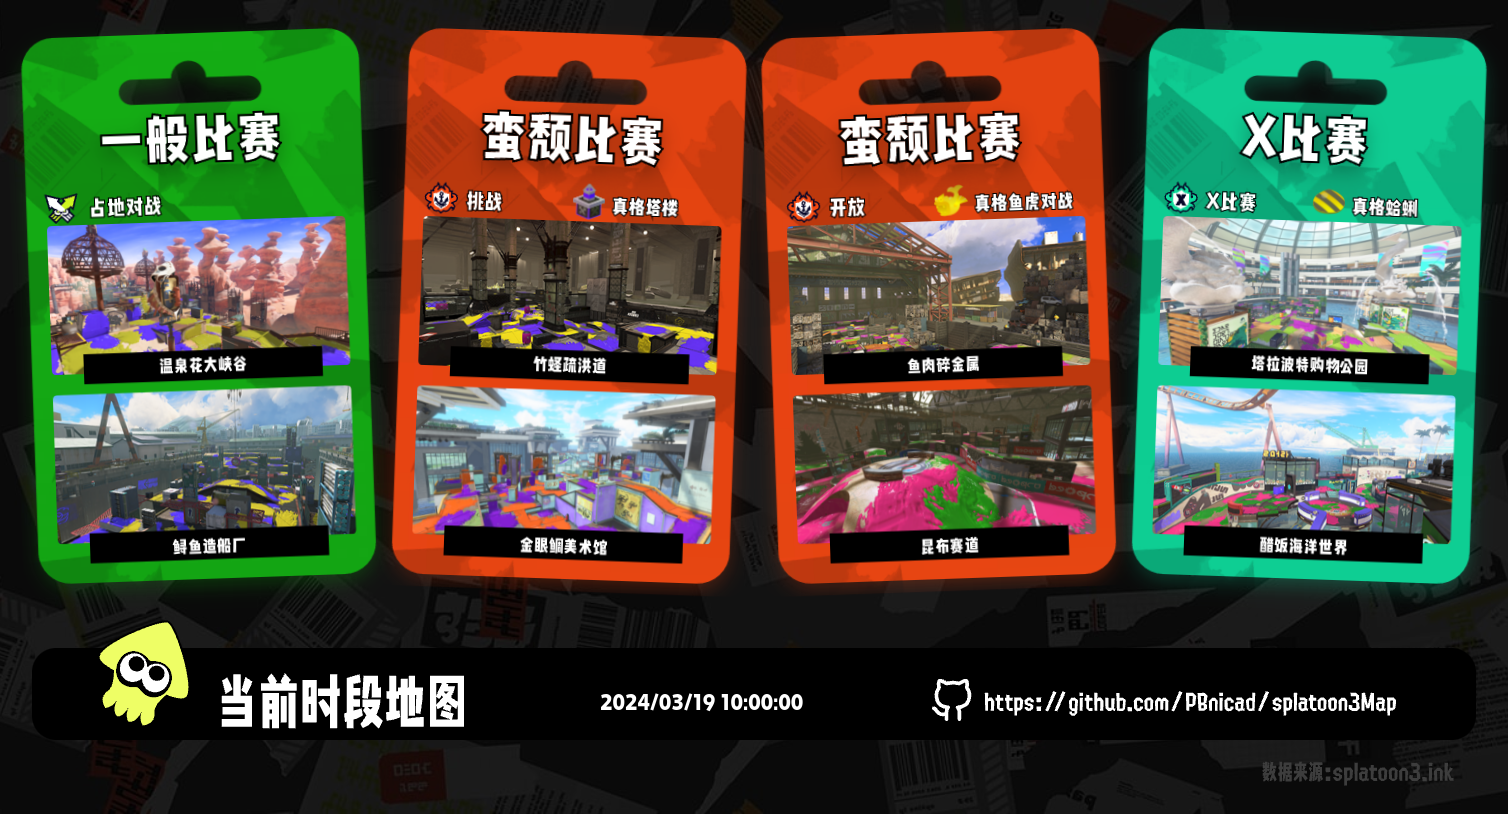 一般比赛
占地对战
温泉花大峡谷
鲟鱼造船厂
蛮颓比赛
挑战
真格塔楼
竹蛏疏洪道
金眼鲷美术馆
蛮颓比赛
开放
真格鱼虎对战
鱼肉碎金属
昆布赛道
X比赛
X比赛
真格蛤蜊
塔拉波特购物公园
醋饭海洋世界
当前时段地图
2024/03/19 10:00:00
https://github.com/PBnicad/splatoon3Map
数据来源:splatoon3.ink